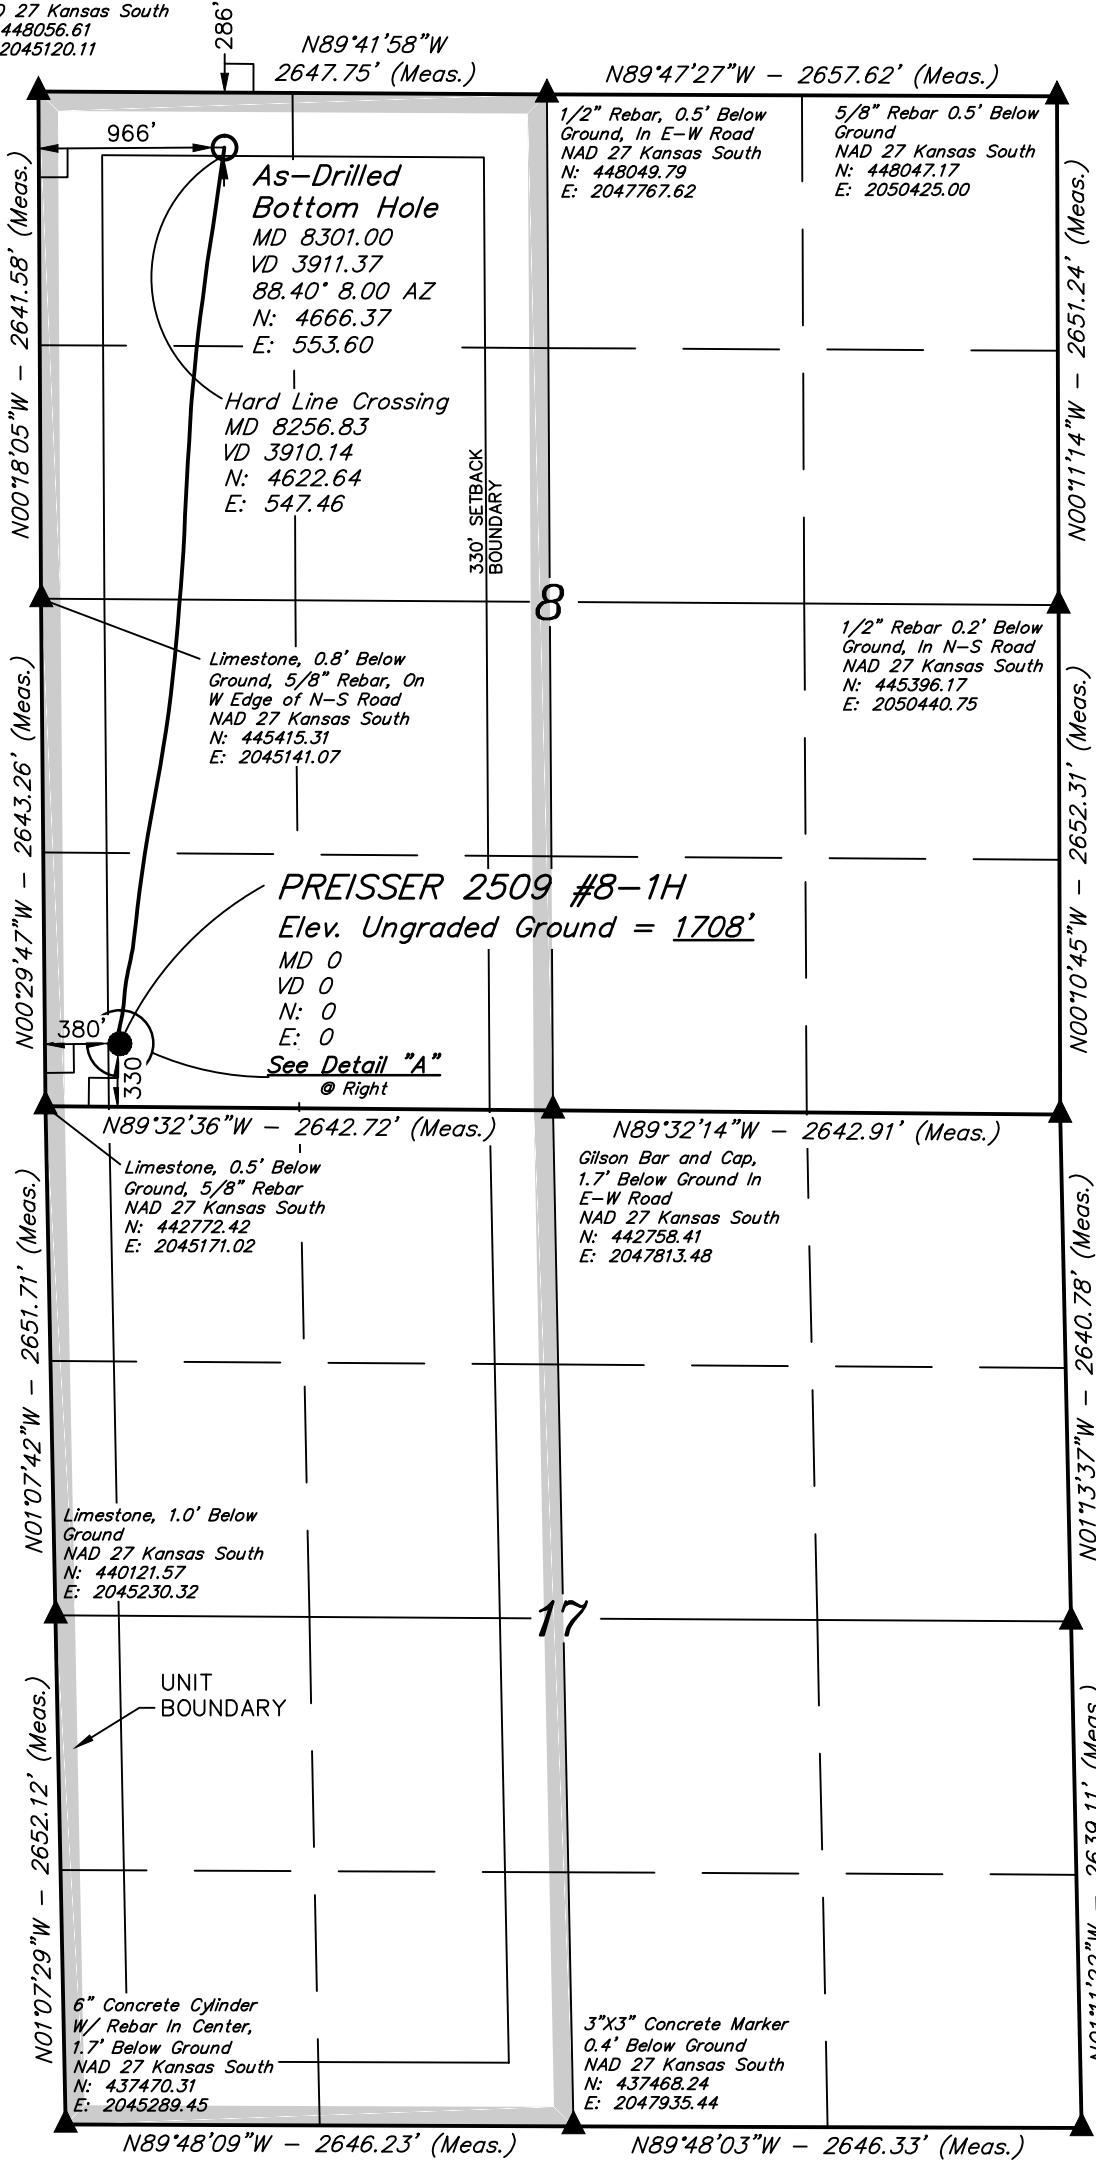 27 Kansas South
448056.61
2045120.11
286'
N89°41'58"W
2647.75' (Meas.)
N89°47'27"W - 2657.62' (Meas.)
966'
1/2" Rebar, 0.5' Below
Ground, In E-W Road
NAD 27 Kansas South
N: 448049.79
E: 2047767.62
5/8" Rebar 0.5' Below
Ground
NAD 27 Kansas South
N: 448047.17
E: 2050425.00
As-Drilled
Bottom Hole
MD 8301.00
VD 3911.37
88.40° 8.00 AZ
N: 4666.37
E: 553.60
N00°18'05"W - 2641.58' (Meas.)
N00°11'14"W - 2651.24' (Meas.)
Hard Line Crossing
MD 8256.83
VD 3910.14
N: 4622.64
E: 547.46
330' SETBACK
BOUNDARY
8
Limestone, 0.8' Below
Ground, 5/8" Rebar, On
W Edge of N-S Road
NAD 27 Kansas South
N: 445415.31
E: 2045141.07
1/2" Rebar 0.2' Below
Ground, In N-S Road
NAD 27 Kansas South
N: 445396.17
E: 2050440.75
N00°29'47"W - 2643.26' (Meas.)
N00°10'45"W - 2652.31' (Meas.)
PREISSER 2509 #8-1H
Elev. Ungraded Ground = 1708'
MD 0
VD 0
N: 0
E: 0
See Detail "A"
@ Right
380'
330'
N89°32'36"W - 2642.72' (Meas.)
N89°32'14"W - 2642.91' (Meas.)
Limestone, 0.5' Below
Ground, 5/8" Rebar
NAD 27 Kansas South
N: 442772.42
E: 2045171.02
Gilson Bar and Cap,
1.7' Below Ground In
E-W Road
NAD 27 Kansas South
N: 442758.41
E: 2047813.48
N01°07'42"W - 2651.71' (Meas.)
N01°13'37"W - 2640.78' (Meas.)
Limestone, 1.0' Below
Ground
NAD 27 Kansas South
N: 440121.57
E: 2045230.32
17
UNIT
BOUNDARY
N01°07'29"W - 2652.12' (Meas.)
2639.11' (Meas.)
6" Concrete Cylinder
W/ Rebar In Center,
1.7' Below Ground
NAD 27 Kansas South
N: 437470.31
E: 2045289.45
3"X3" Concrete Marker
0.4' Below Ground
NAD 27 Kansas South
N: 437468.24
E: 2047935.44
N89°48'09"W - 2646.23' (Meas.)
N89°48'03"W - 2646.33' (Meas.)